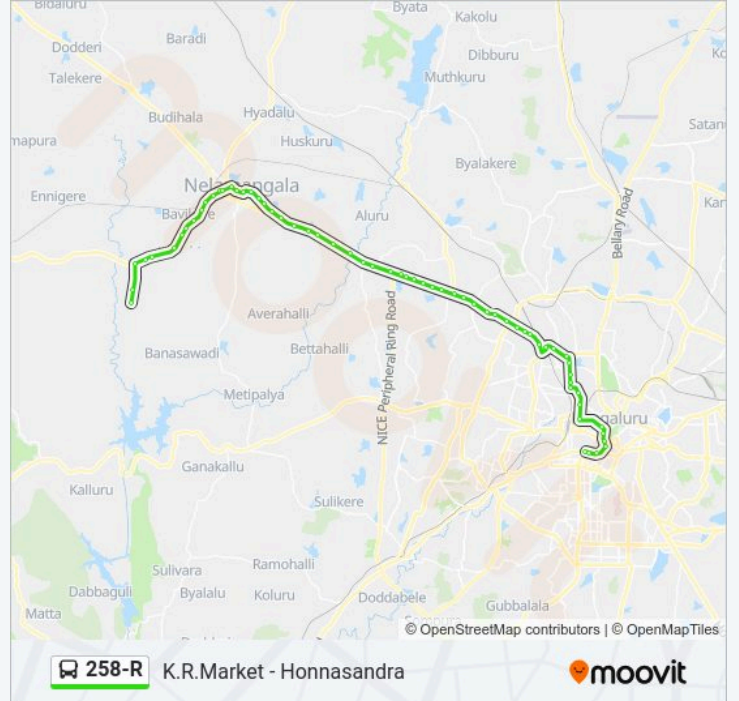 Bidaluru
Byata
Kakolu
Dodderi
Baradi
Dibburu
Talekere
Muthkuru
Budihala
Hyadalu
Huskuru
Byalakere
Ennigere
Aluru
Bellary Road
Averahalli
Banasawadi
Bettahalli
NICE Peripheral Ring Road
Metipalya
galuru
Ganakallu
Kalluru
Sulikere
Sulivara
Ramohalli
Dabbaguli
Byalalu
Koluru
Doddabele
Matta
Gubbalala
© OpenStreetMap contributors | © OpenMapTiles
258-R K.R.Market - Honnasandra
moovit